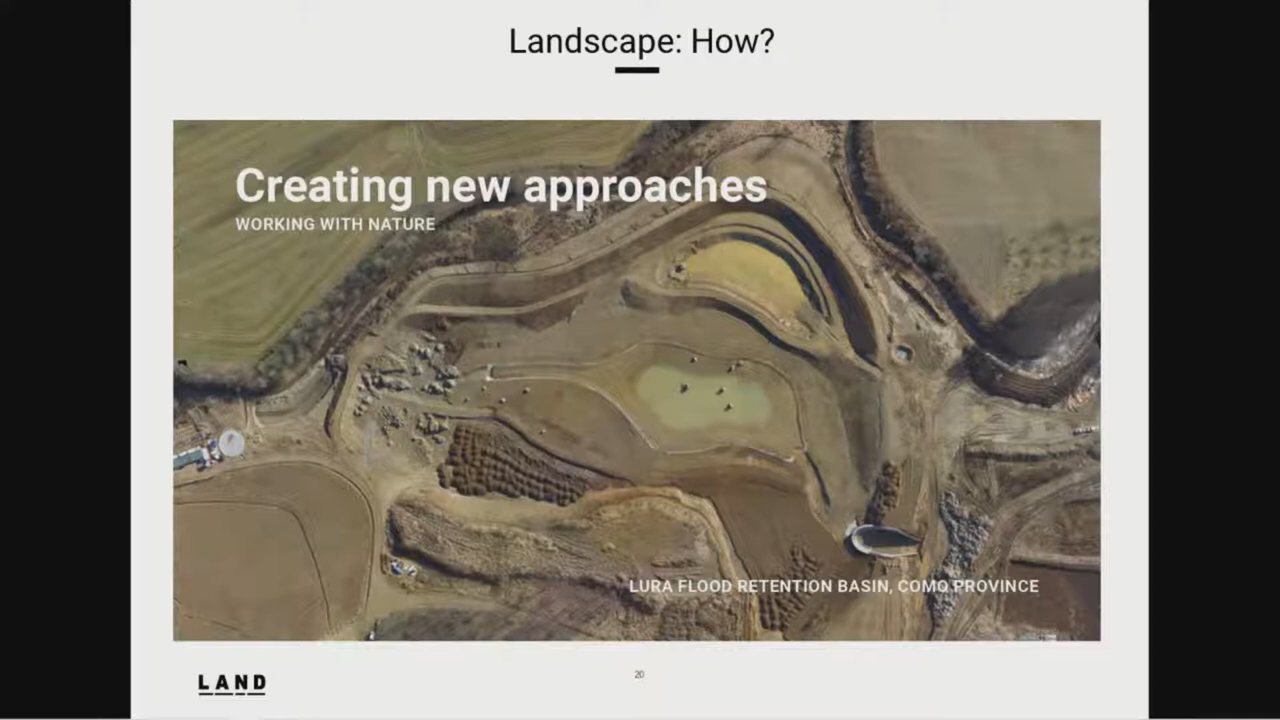 Landscape: How?
Creating new approaches
WORKING WITH NATURE
LURA FLOOD RETENTION BASIN, COMO PROVINCE
LAND
20